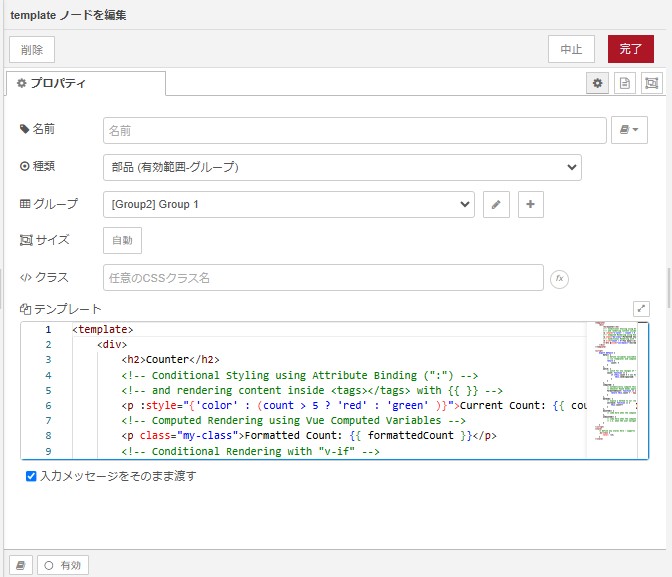 template ノードを編集
削除
中止
完了
プロパティ
名前
名前
種類
部品 (有効範囲-グループ)
グループ
[Group2] Group 1
サイズ
自動
クラス
任意のCSSクラス名
fx
テンプレート
1 <template>
2 <div>
3 <h2>Counter</h2>
4 <!-- Conditional Styling using Attribute Binding (":") -->
5 <!-- and rendering content inside <tags></tags> with {{ }} -->
6 <p :style="{'color' : (count > 5 ? 'red' : 'green' )}">Current Count: {{ cou
7 <!-- Computed Rendering using Vue Computed Variables -->
8 <p class="my-class">Formatted Count: {{ formattedCount }}</p>
9 <!-- Conditional Rendering with "v-if" -->
入力メッセージをそのまま渡す
有効